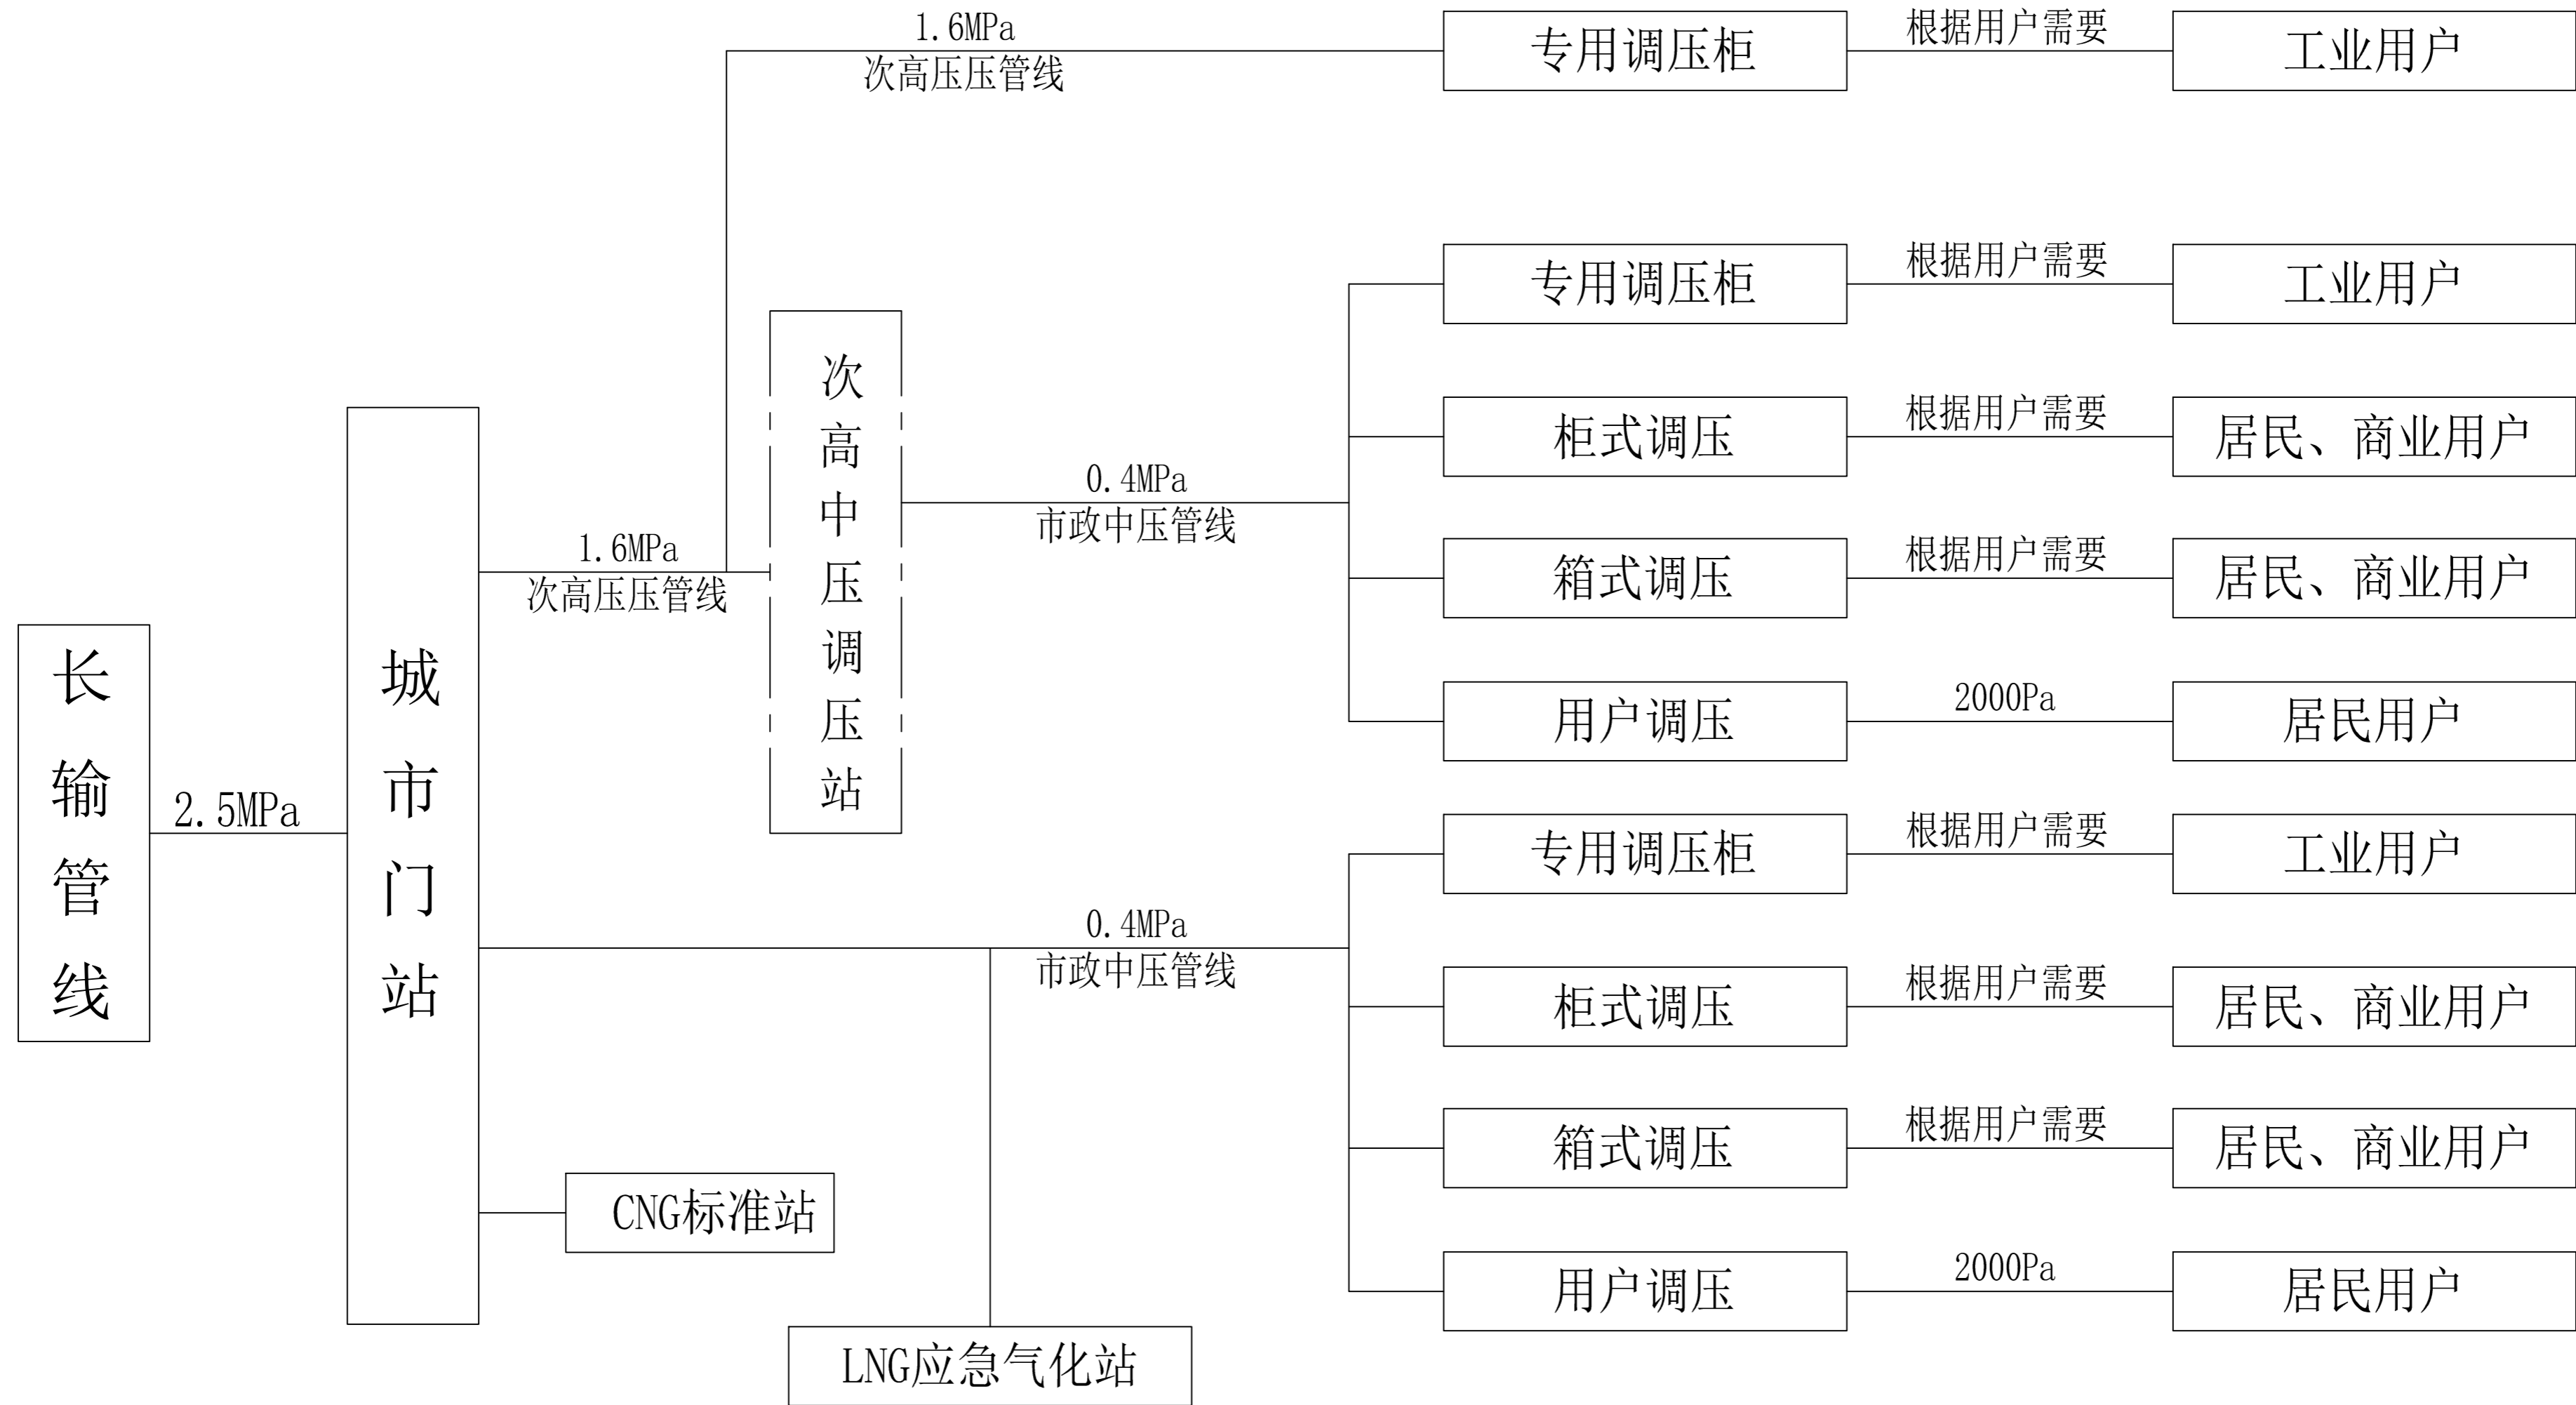 1.6MPa
次高压压管线
专用调压柜
根据用户需要
工业用户
专用调压柜
根据用户需要
工业用户
次高中压调压站
柜式调压
根据用户需要
居民、商业用户
0.4MPa
市政中压管线
1.6MPa
次高压压管线
箱式调压
根据用户需要
居民、商业用户
用户调压
2000Pa
居民用户
长输管线
2.5MPa
城市门站
专用调压柜
根据用户需要
工业用户
0.4MPa
市政中压管线
柜式调压
根据用户需要
居民、商业用户
箱式调压
根据用户需要
居民、商业用户
CNG标准站
用户调压
2000Pa
居民用户
LNG应急气化站